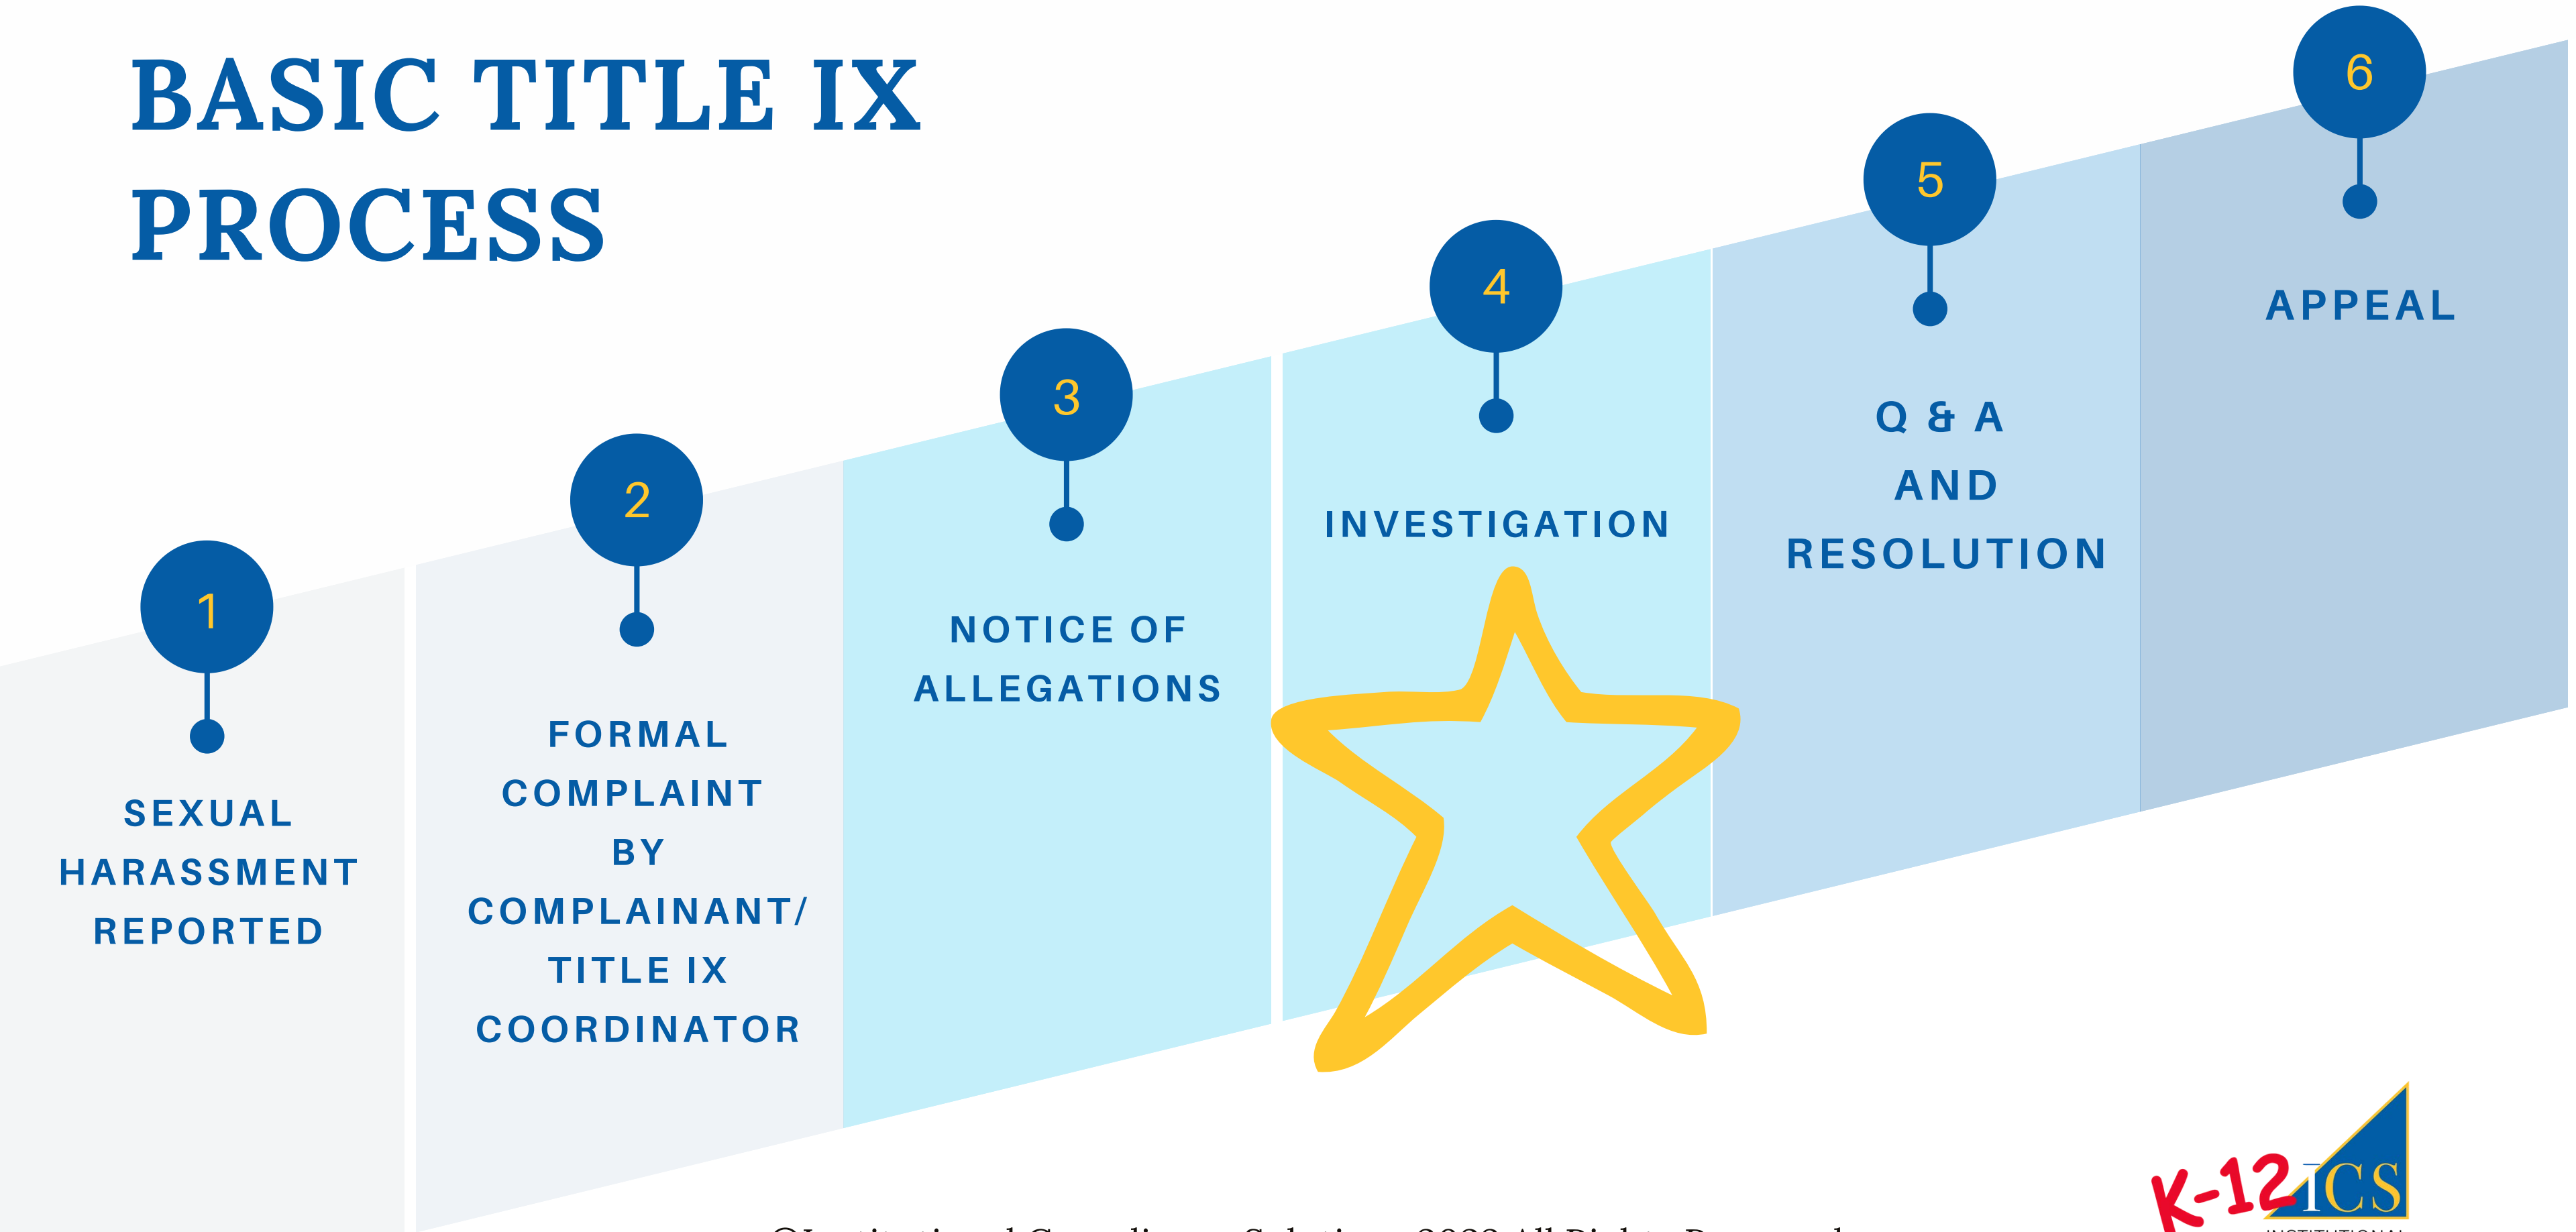 BASIC TITLE IX
PROCESS
1
SEXUAL
HARASSMENT
REPORTED
2
FORMAL
COMPLAINT
BY
COMPLAINANT/
TITLE IX
COORDINATOR
3
NOTICE OF
ALLEGATIONS
4
INVESTIGATION
5
Q & A
AND
RESOLUTION
6
APPEAL
K-12
ICS